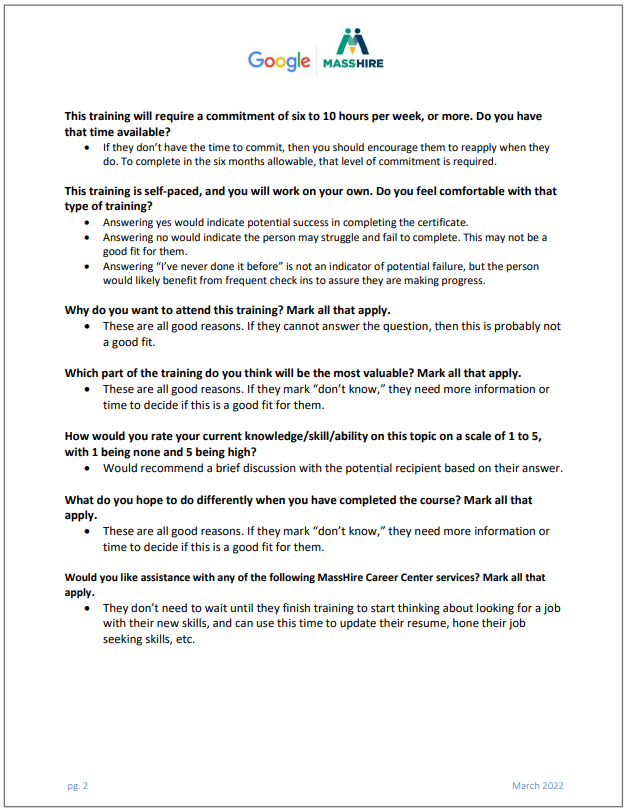 Google MASSHIRE
This training will require a commitment of six to 10 hours per week, or more. Do you have
that time available?
• If they don't have the time to commit, then you should encourage them to reapply when they
do. To complete in the six months allowable, that level of commitment is required.
This training is self-paced, and you will work on your own. Do you feel comfortable with that
type of training?
• Answering yes would indicate potential success in completing the certificate.
• Answering no would indicate the person may struggle and fail to complete. This may not be a
good fit for them.
• Answering “I've never done it before” is not an indicator of potential failure, but the person
would likely benefit from frequent check ins to assure they are making progress.
Why do you want to attend this training? Mark all that apply.
• These are all good reasons. If they cannot answer the question, then this is probably not
a good fit.
Which part of the training do you think will be the most valuable? Mark all that apply.
• These are all good reasons. If they mark “don't know,” they need more information or
time to decide if this is a good fit for them.
How would you rate your current knowledge/skill/ability on this topic on a scale of 1 to 5,
with 1 being none and 5 being high?
• Would recommend a brief discussion with the potential recipient based on their answer.
What do you hope to do differently when you have completed the course? Mark all that
apply.
• These are all good reasons. If they mark “don't know,” they need more information or
time to decide if this is a good fit for them.
Would you like assistance with any of the following MassHire Career Center services? Mark all that
apply.
• They don't need to wait until they finish training to start thinking about looking for a job
with their new skills, and can use this time to update their resume, hone their job
seeking skills, etc.
pg. 2 March 2022